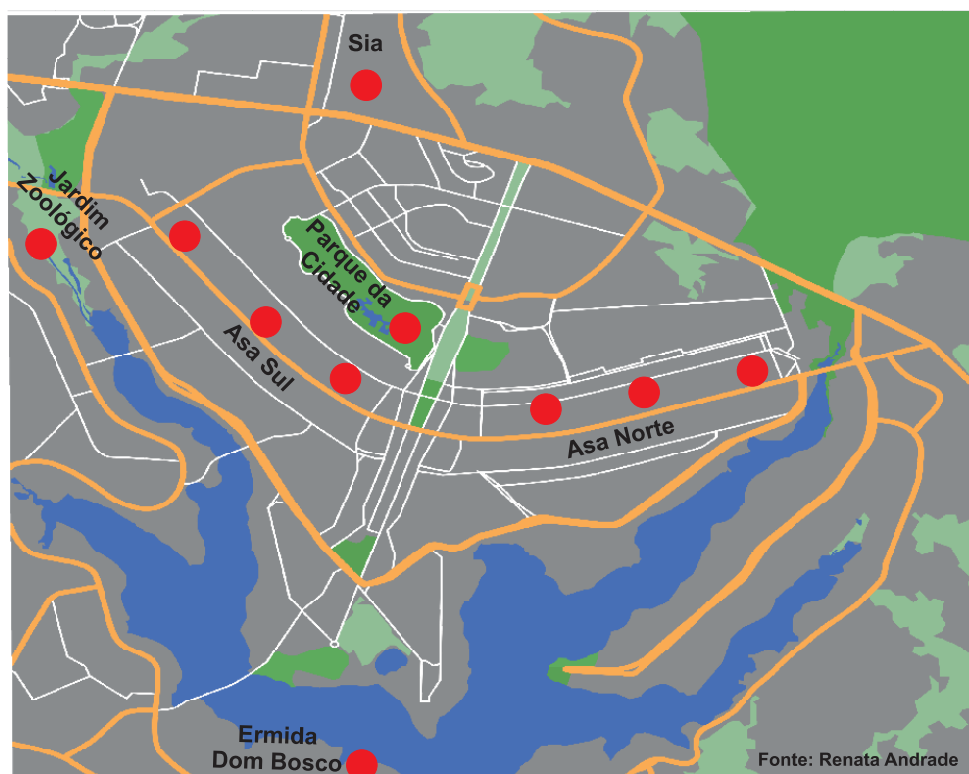 Sia
Jardim
Zoológico
Parque da
Cidade
Asa Sul
Asa Norte
Ermida
Dom Bosco
Fonte: Renata Andrade